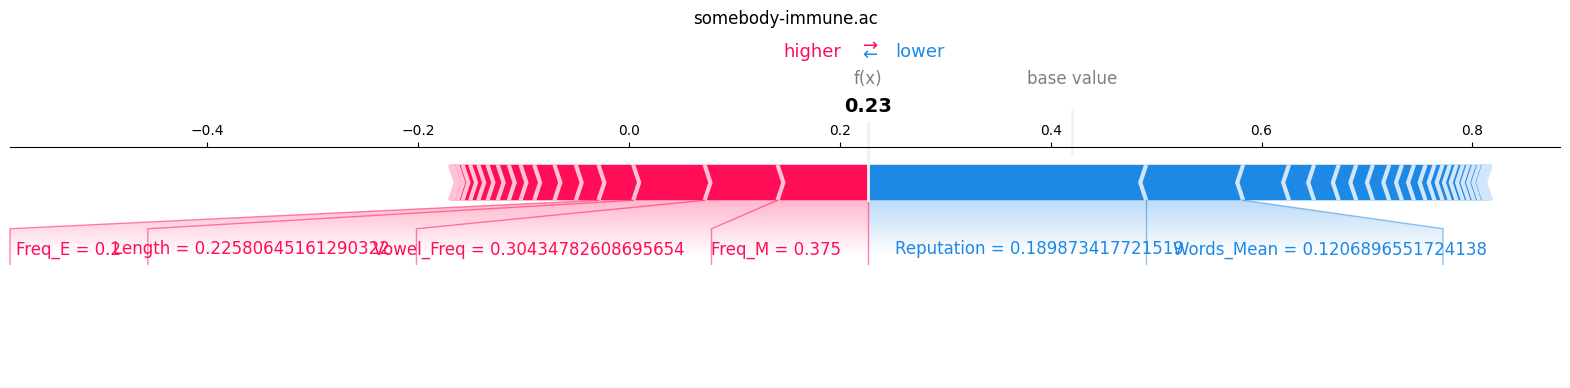 somebody-immune.ac
higher ⇄ lower
f(x) base value
0.23
−0.4 −0.2 0.0 0.2 0.4 0.6 0.8
Freq_E = 0.2 Length = 0.22580645161290322 Vowel_Freq = 0.30434782608695654 Freq_M = 0.375 Reputation = 0.189873417721519 Words_Mean = 0.1206896551724138